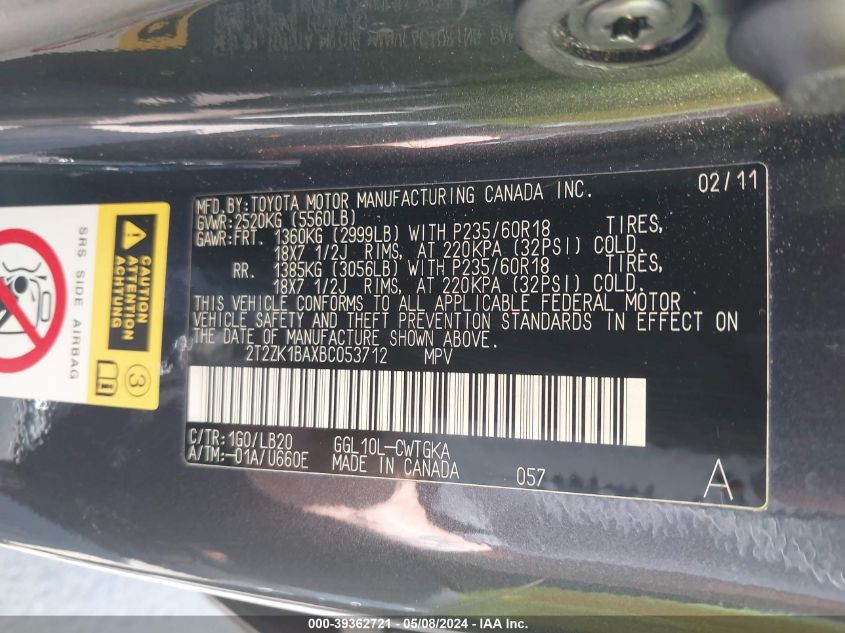 MFD.BY:TOYOTA MOTOR MANUFACTURING CANADA INC. 02/11
GVWR:2520KG (5560LB)
GAWR:FRT. 1360KG (2999LB) WITH P235/60R18 TIRES,
18X7 1/2J RIMS, AT 220KPA (32PSI) COLD.
RR. 1385KG (3056LB) WITH P235/60R18 TIRES,
18X7 1/2J RIMS, AT 220KPA (32PSI) COLD.
THIS VEHICLE CONFORMS TO ALL APPLICABLE FEDERAL MOTOR
VEHICLE SAFETY AND THEFT PREVENTION STANDARDS IN EFFECT ON
THE DATE OF MANUFACTURE SHOWN ABOVE.
2T2ZK1BAXBC053712 MPV
C/TR:1G0/LB20 GGL10L-CWTGKA
A/TM:-01A/U660E MADE IN CANADA 057 A
SRS SIDE AIRBAG
CAUTION
ATTENTION
ACHTUNG
3
000-39362721 - 05/08/2024 - IAA Inc.